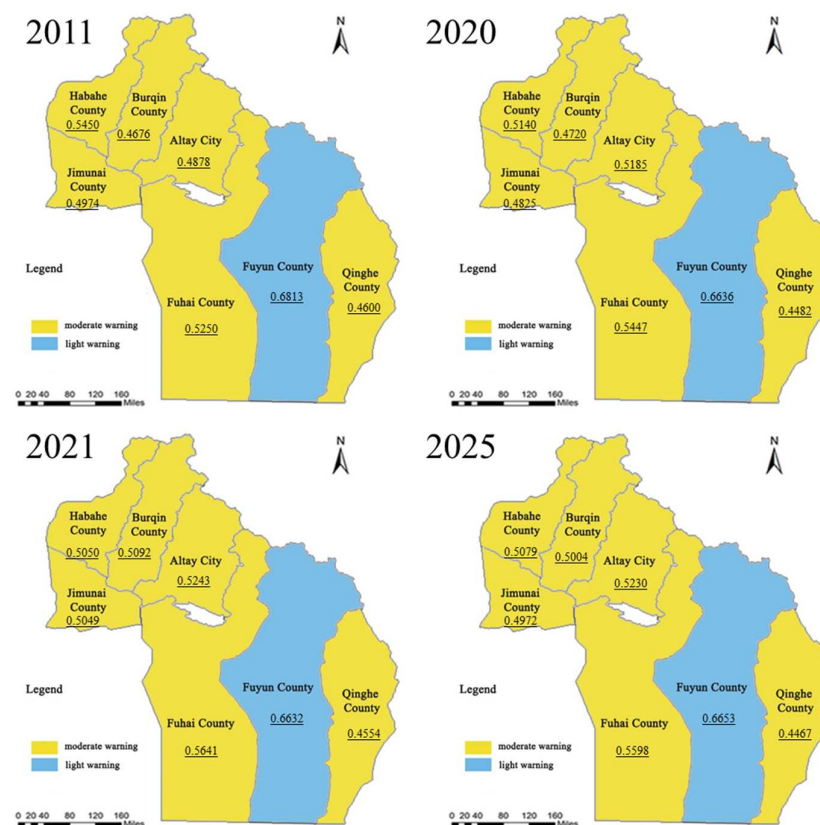 2011
N
Habahe
County
0.5450
Burqin
County
0.4676
Altay City
0.4878
Jimunai
County
0.4974
Legend
Fuhai County
0.5250
Fuyun County
0.6813
Qinghe
County
0.4600
moderate warning
light warning
0 20 40 80 120 160
Miles
2020
N
Habahe
County
0.5140
Burqin
County
0.4720
Altay City
0.5185
Jimunai
County
0.4825
Legend
Fuhai County
0.5447
Fuyun County
0.6636
Qinghe
County
0.4482
moderate warning
light warning
0 20 40 80 120 160
Miles
2021
N
Habahe
County
0.5050
Burqin
County
0.5092
Altay City
0.5243
Jimunai
County
0.5049
Legend
Fuhai County
0.5641
Fuyun County
0.6632
Qinghe
County
0.4554
moderate warning
light warning
0 20 40 80 120 160
Miles
2025
N
Habahe
County
0.5079
Burqin
County
0.5004
Altay City
0.5230
Jimunai
County
0.4972
Legend
Fuhai County
0.5598
Fuyun County
0.6653
Qinghe
County
0.4467
moderate warning
light warning
0 20 40 80 120 160
Miles